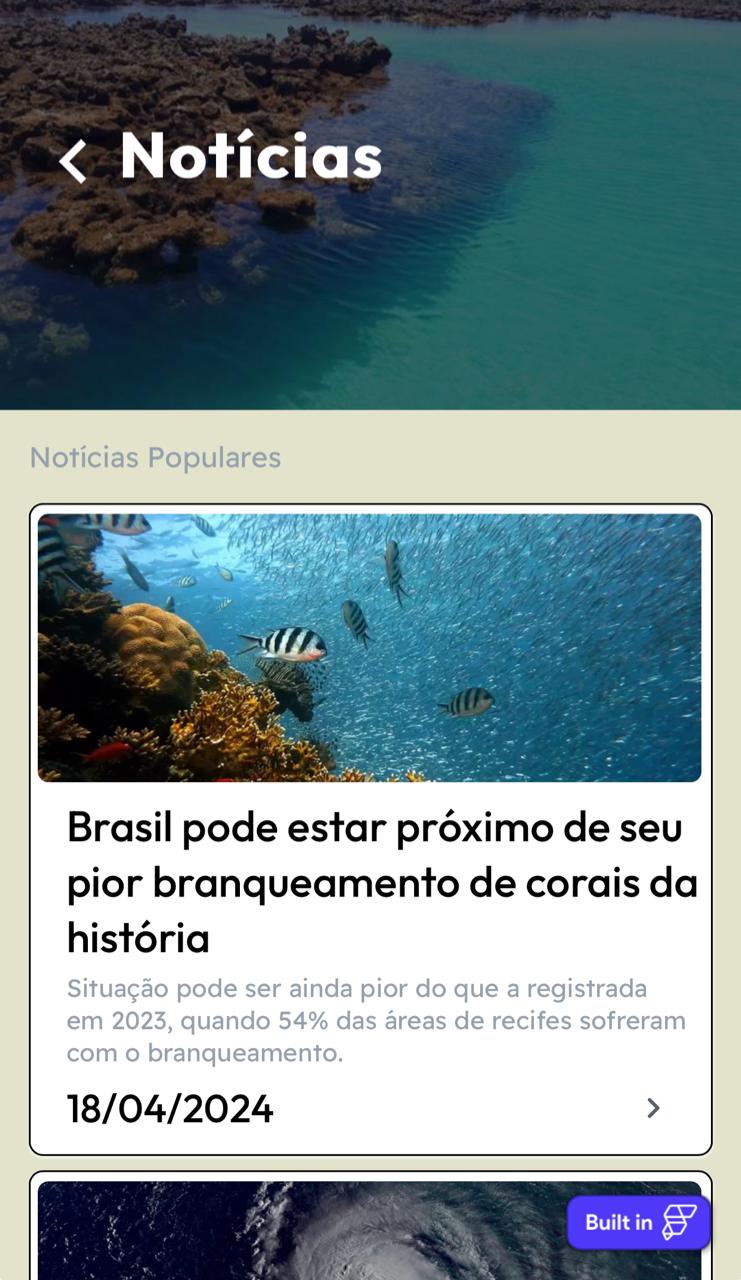 Notícias
Notícias Populares
Brasil pode estar próximo de seu
pior branqueamento de corais da
história
Situação pode ser ainda pior do que a registrada
em 2023, quando 54% das áreas de recifes sofreram
com o branqueamento.
18/04/2024
Built in